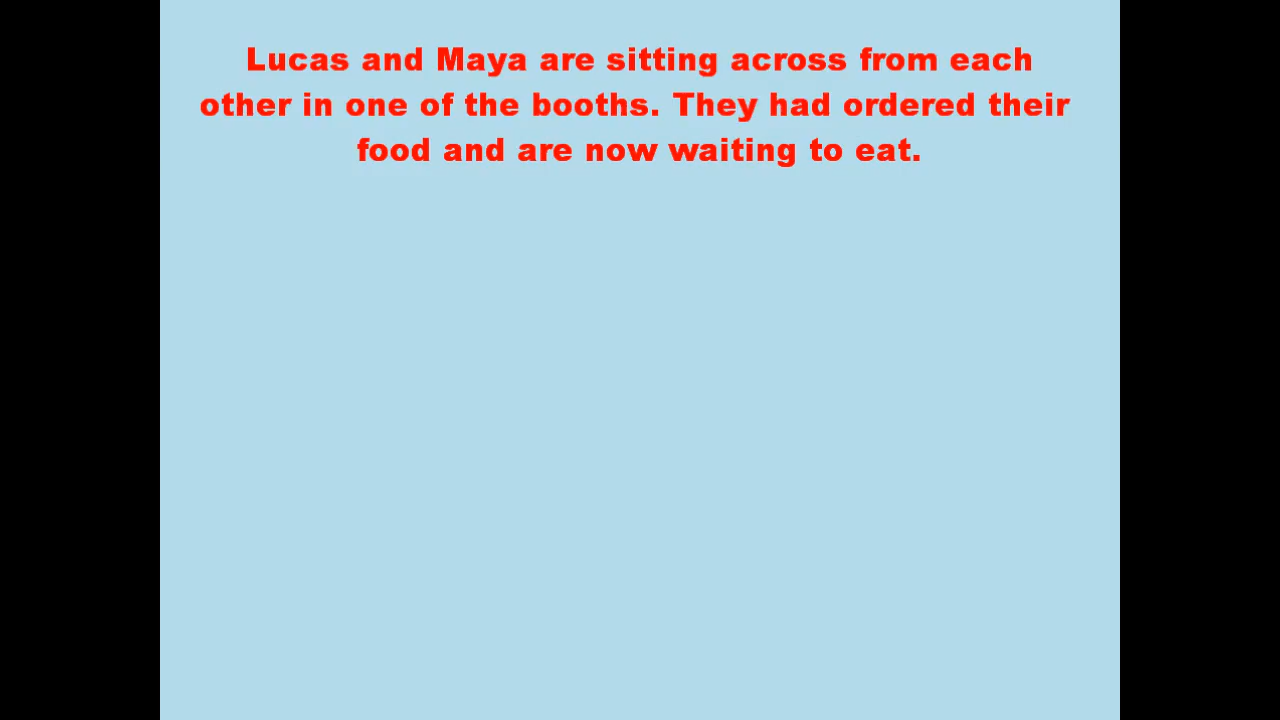 Lucas and Maya are sitting across from each
other in one of the booths. They had ordered their
food and are now waiting to eat.